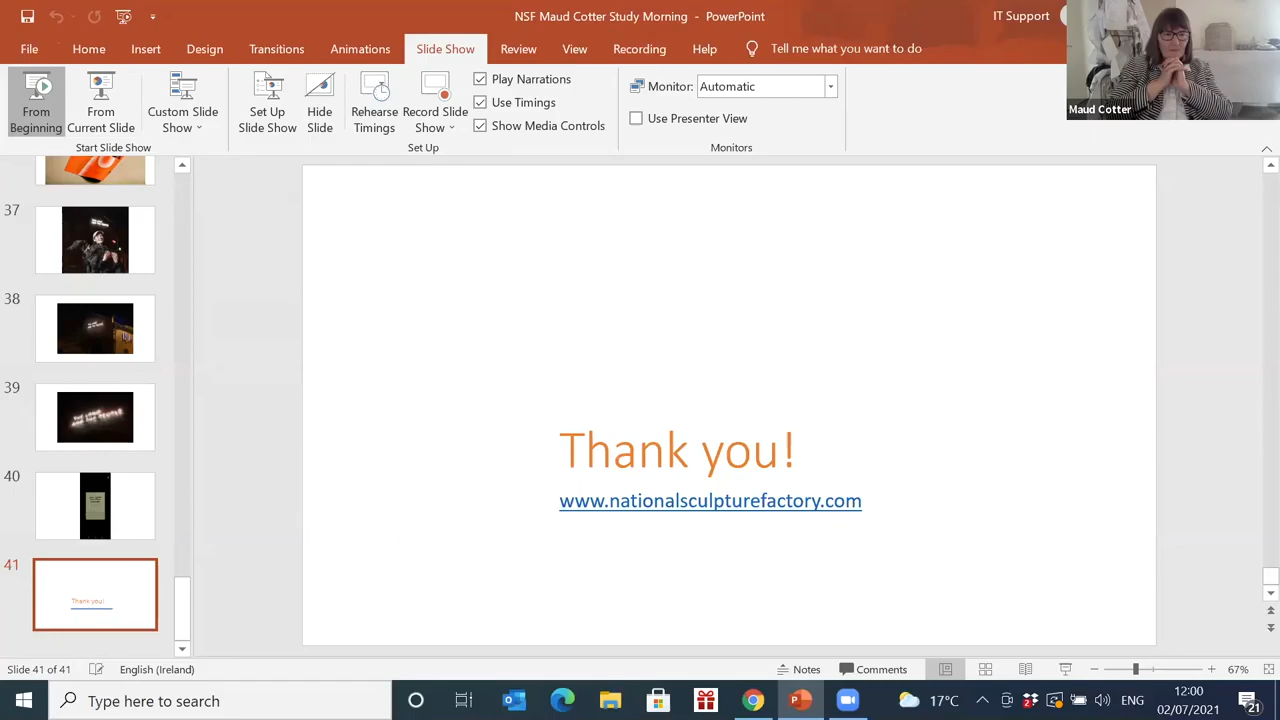 NSF Maud Cotter Study Morning - PowerPoint
IT Support
File Home Insert Design Transitions Animations Slide Show Review View Recording Help Tell me what you want to do
From Beginning
From Current Slide
Custom Slide Show
Start Slide Show
Set Up Slide Show
Hide Slide
Rehearse Timings
Record Slide Show
Play Narrations
Use Timings
Show Media Controls
Set Up
Monitor: Automatic
Use Presenter View
Monitors
Maud Cotter
37
38
39
40
41
Thank you!
Thank you!
www.nationalsculpturefactory.com
Slide 41 of 41 English (Ireland) Notes Comments 67%
Type here to search
17°C ENG
12:00
02/07/2021
2
21